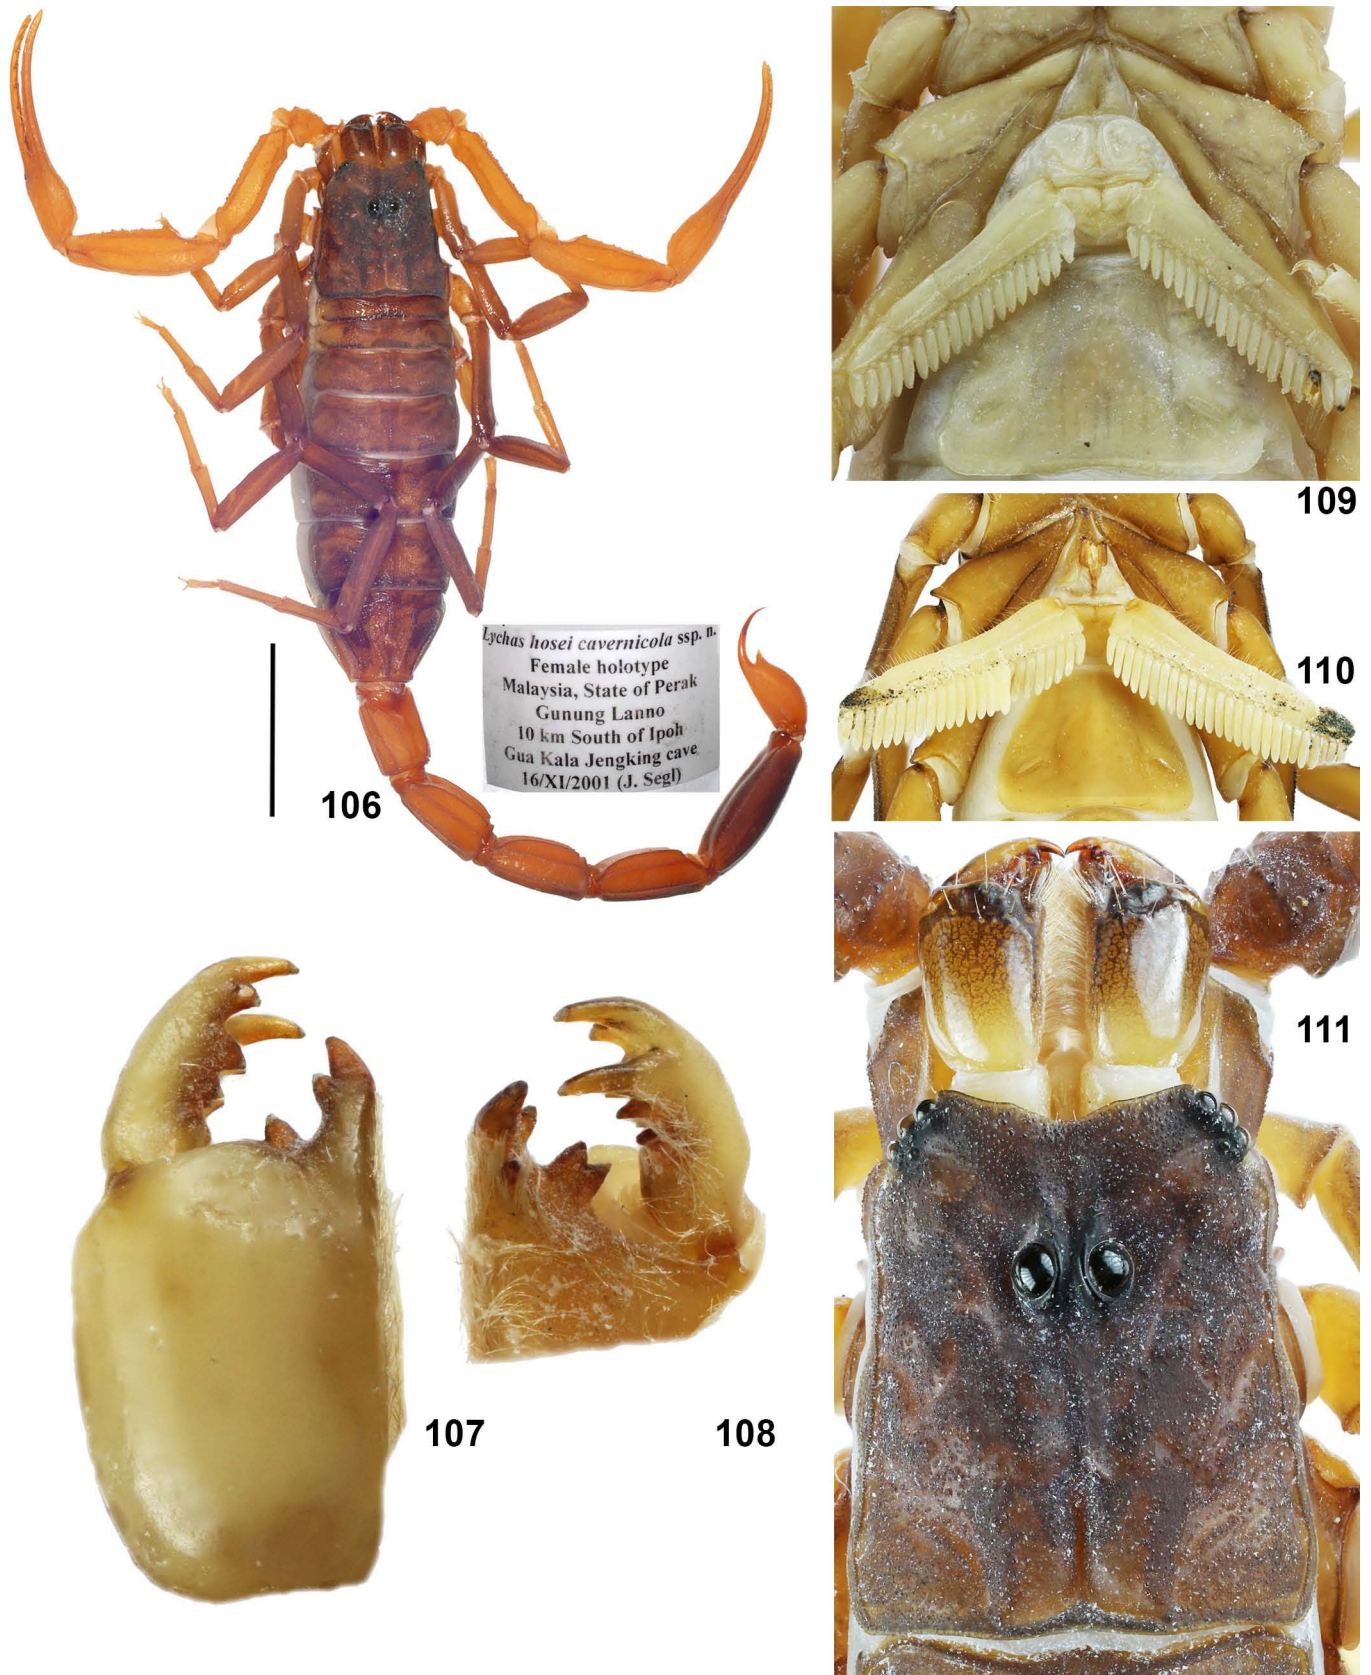 109
110
Lychas hosei cavernicola ssp. n.
Female holotype
Malaysia, State of Perak
Gunung Lanno
10 km South of Ipoh
Gua Kala Jengking cave
16/XI/2001 (J. Segl)
106
111
107
108